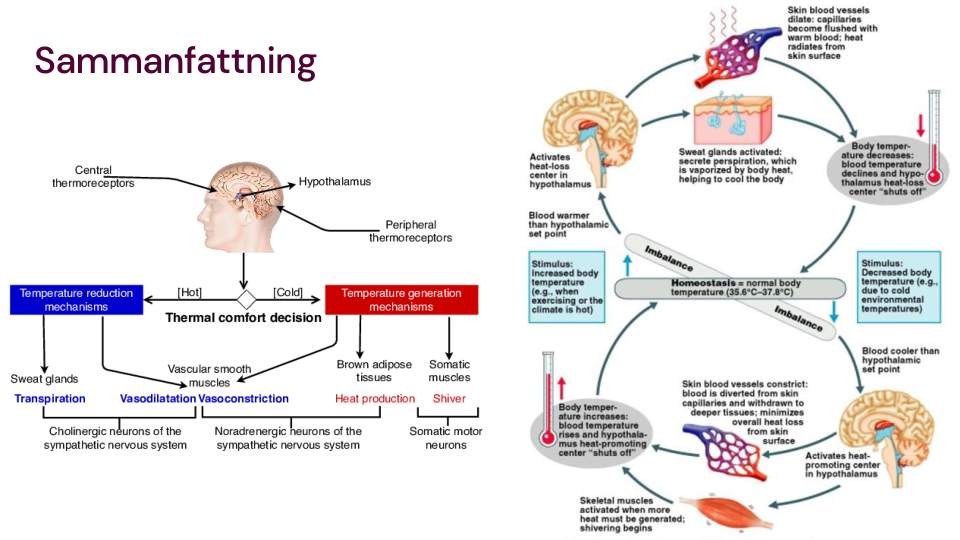 Sammanfattning
Central
thermoreceptors
Hypothalamus
Peripheral
thermoreceptors
Temperature reduction
mechanisms
[Hot]
[Cold]
Temperature generation
mechanisms
Thermal comfort decision
Sweat glands
Transpiration
Vascular smooth
muscles
Vasodilatation
Vasoconstriction
Brown adipose
tissues
Heat production
Somatic
muscles
Shiver
Cholinergic neurons of the
sympathetic nervous system
Noradrenergic neurons of the
sympathetic nervous system
Somatic motor
neurons
Skin blood vessels
dilate: capillaries
become flushed with
warm blood; heat
radiates from
skin surface
Activates
heat-loss
center in
hypothalamus
Sweat glands activated:
secrete perspiration, which
is vaporized by body heat,
helping to cool the body
Body temper-
ature decreases:
blood temperature
declines and hypo-
thalamus heat-loss
center “shuts off”
Blood warmer
than hypothalamic
set point
Stimulus:
Increased body
temperature
(e.g., when
exercising or the
climate is hot)
Imbalance
Homeostasis = normal body
temperature (35.6°C–37.8°C)
Imbalance
Stimulus:
Decreased body
temperature (e.g.,
due to cold
environmental
temperatures)
Blood cooler than
hypothalamic
set point
Skin blood vessels constrict:
blood is diverted from skin
capillaries and withdrawn to
deeper tissues; minimizes
overall heat loss
from skin
surface
Body temper-
ature increases:
blood temperature
rises and hypothala-
mus heat-promoting
center “shuts off”
Activates heat-
promoting center
in hypothalamus
Skeletal muscles
activated when more
heat must be generated;
shivering begins